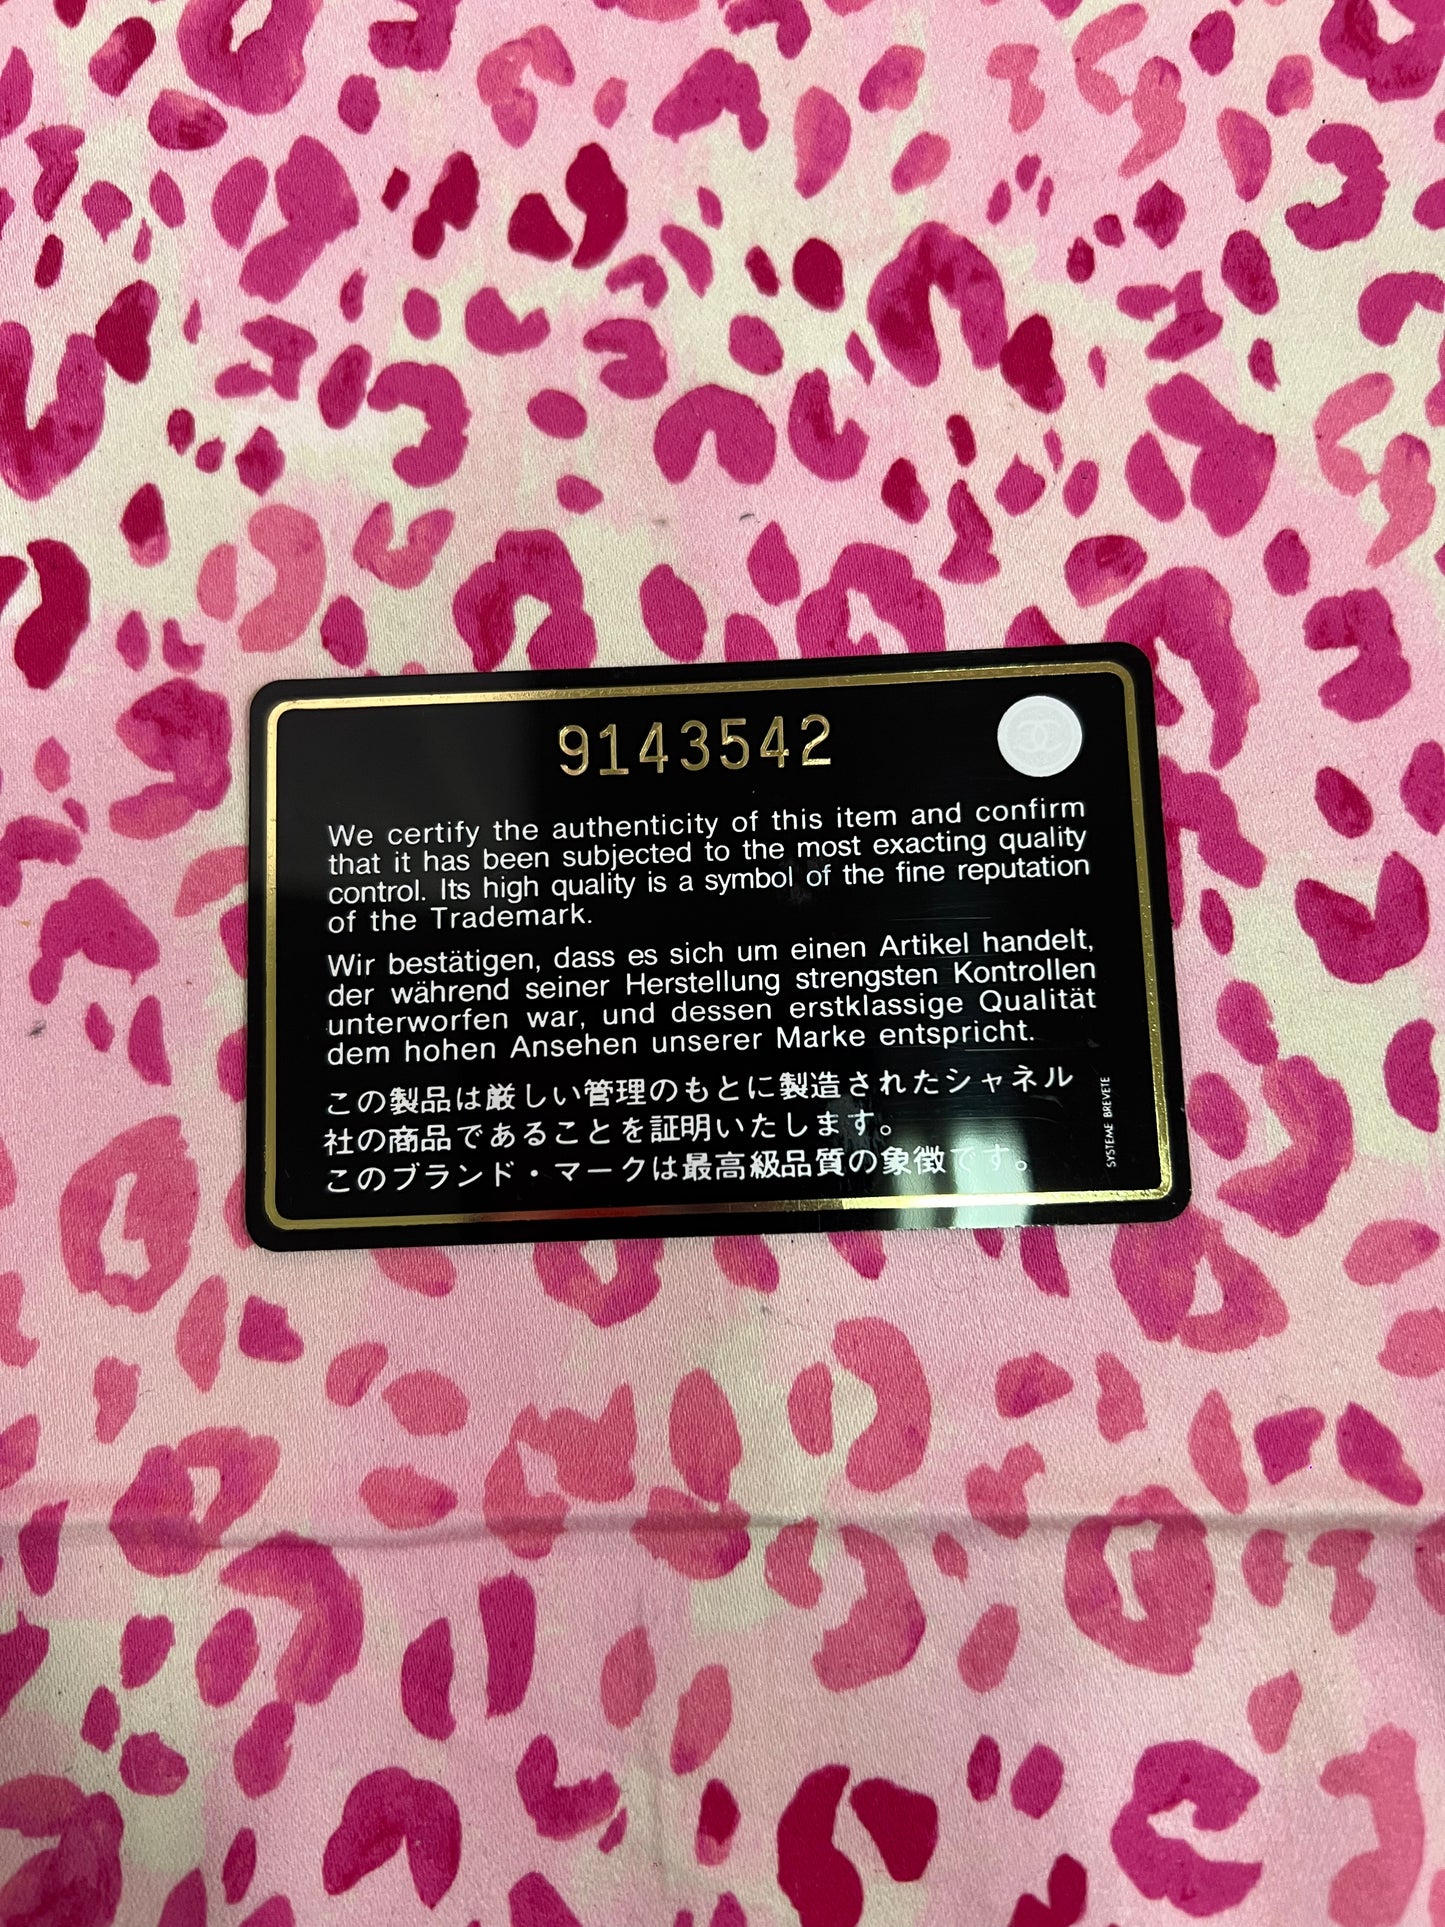 9143542
We certify the authenticity of this item and confirm
that it has been subjected to the most exacting quality
control. Its high quality is a symbol of the fine reputation
of the Trademark.
Wir bestätigen, dass es sich um einen Artikel handelt,
der während seiner Herstellung strengsten Kontrollen
unterworfen war, und dessen erstklassige Qualität
dem hohen Ansehen unserer Marke entspricht.
この製品は厳しい管理のもとに製造されたシャネル
社の商品であることを証明いたします。
このブランド・マークは最高級品質の象徴です。
SYSTEME BREVETE